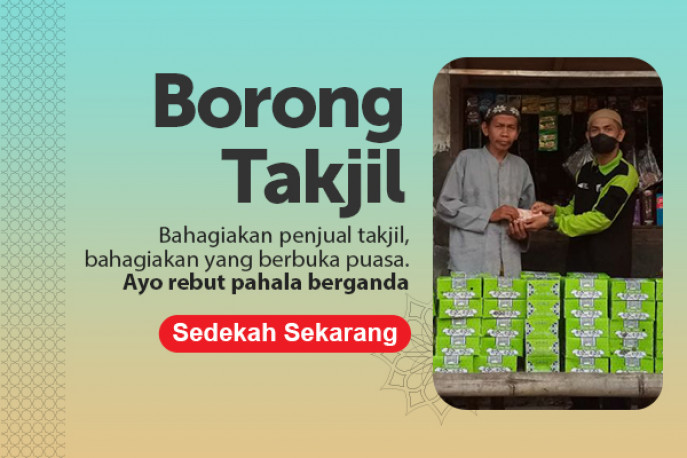 Borong
Takjil
Bahagiakan penjual takjil,
bahagiakan yang berbuka puasa.
Ayo rebut pahala berganda
Sedekah Sekarang